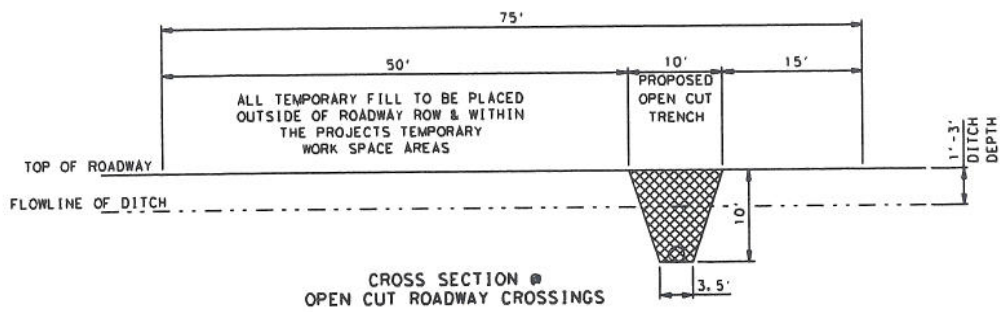 75'
50'
10'
15'
PROPOSED
OPEN CUT
TRENCH
ALL TEMPORARY FILL TO BE PLACED
OUTSIDE OF ROADWAY ROW & WITHIN
THE PROJECTS TEMPORARY
WORK SPACE AREAS
1'-3'
DITCH
DEPTH
TOP OF ROADWAY
FLOWLINE OF DITCH
10'
3.5'
CROSS SECTION @
OPEN CUT ROADWAY CROSSINGS